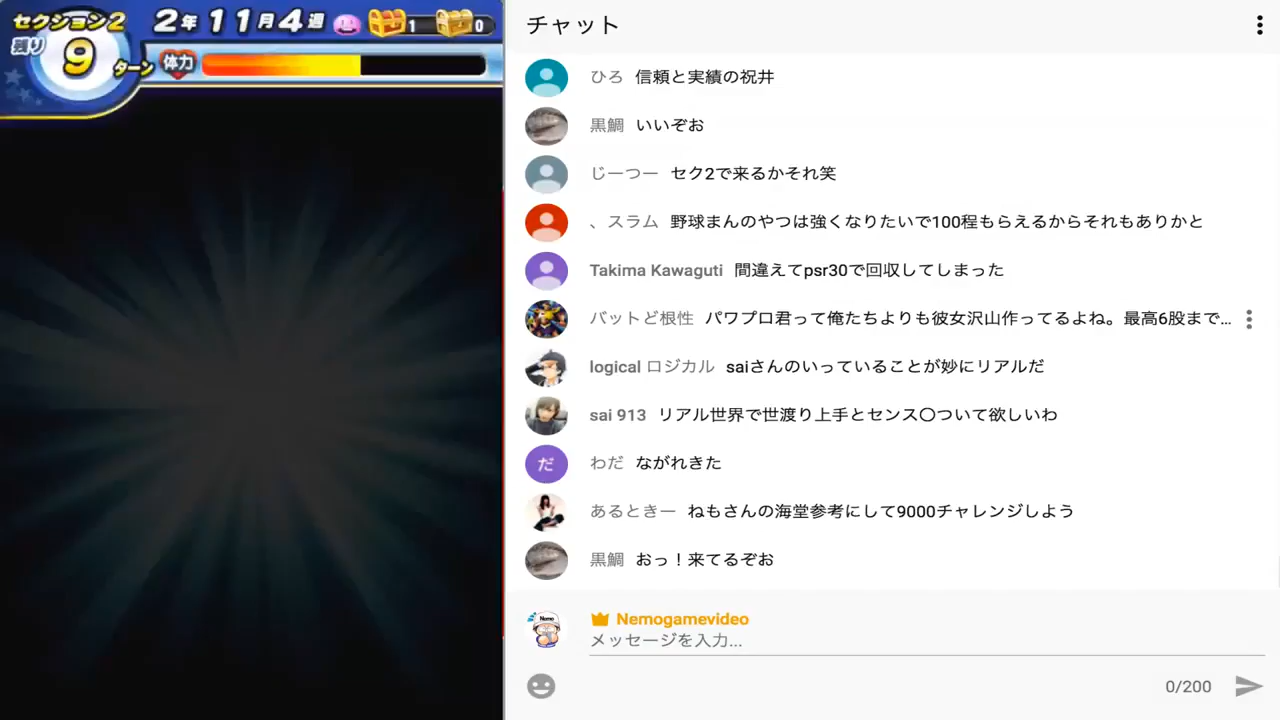 セクション2
残り
9
ターン
2年11月4週
1
0
体力
チャット
ひろ 信頼と実績の祝井
黒鯛 いいぞお
じーつー セク2で来るかそれ笑
、スラム 野球まんのやつは強くなりたいで100程もらえるからそれもありかと
Takima Kawaguti 間違えてpsr30で回収してしまった
バットど根性 パワプロ君って俺たちよりも彼女沢山作ってるよね。最高6股まで...
logical ロジカル saiさんのいっていることが妙にリアルだ
sai 913 リアル世界で世渡り上手とセンス〇ついて欲しいわ
だ
わだ ながれきた
あるときー ねもさんの海堂参考にして9000チャレンジしよう
黒鯛 おっ！来てるぞお
Nemo
Nemogamevideo
メッセージを入力...
0/200